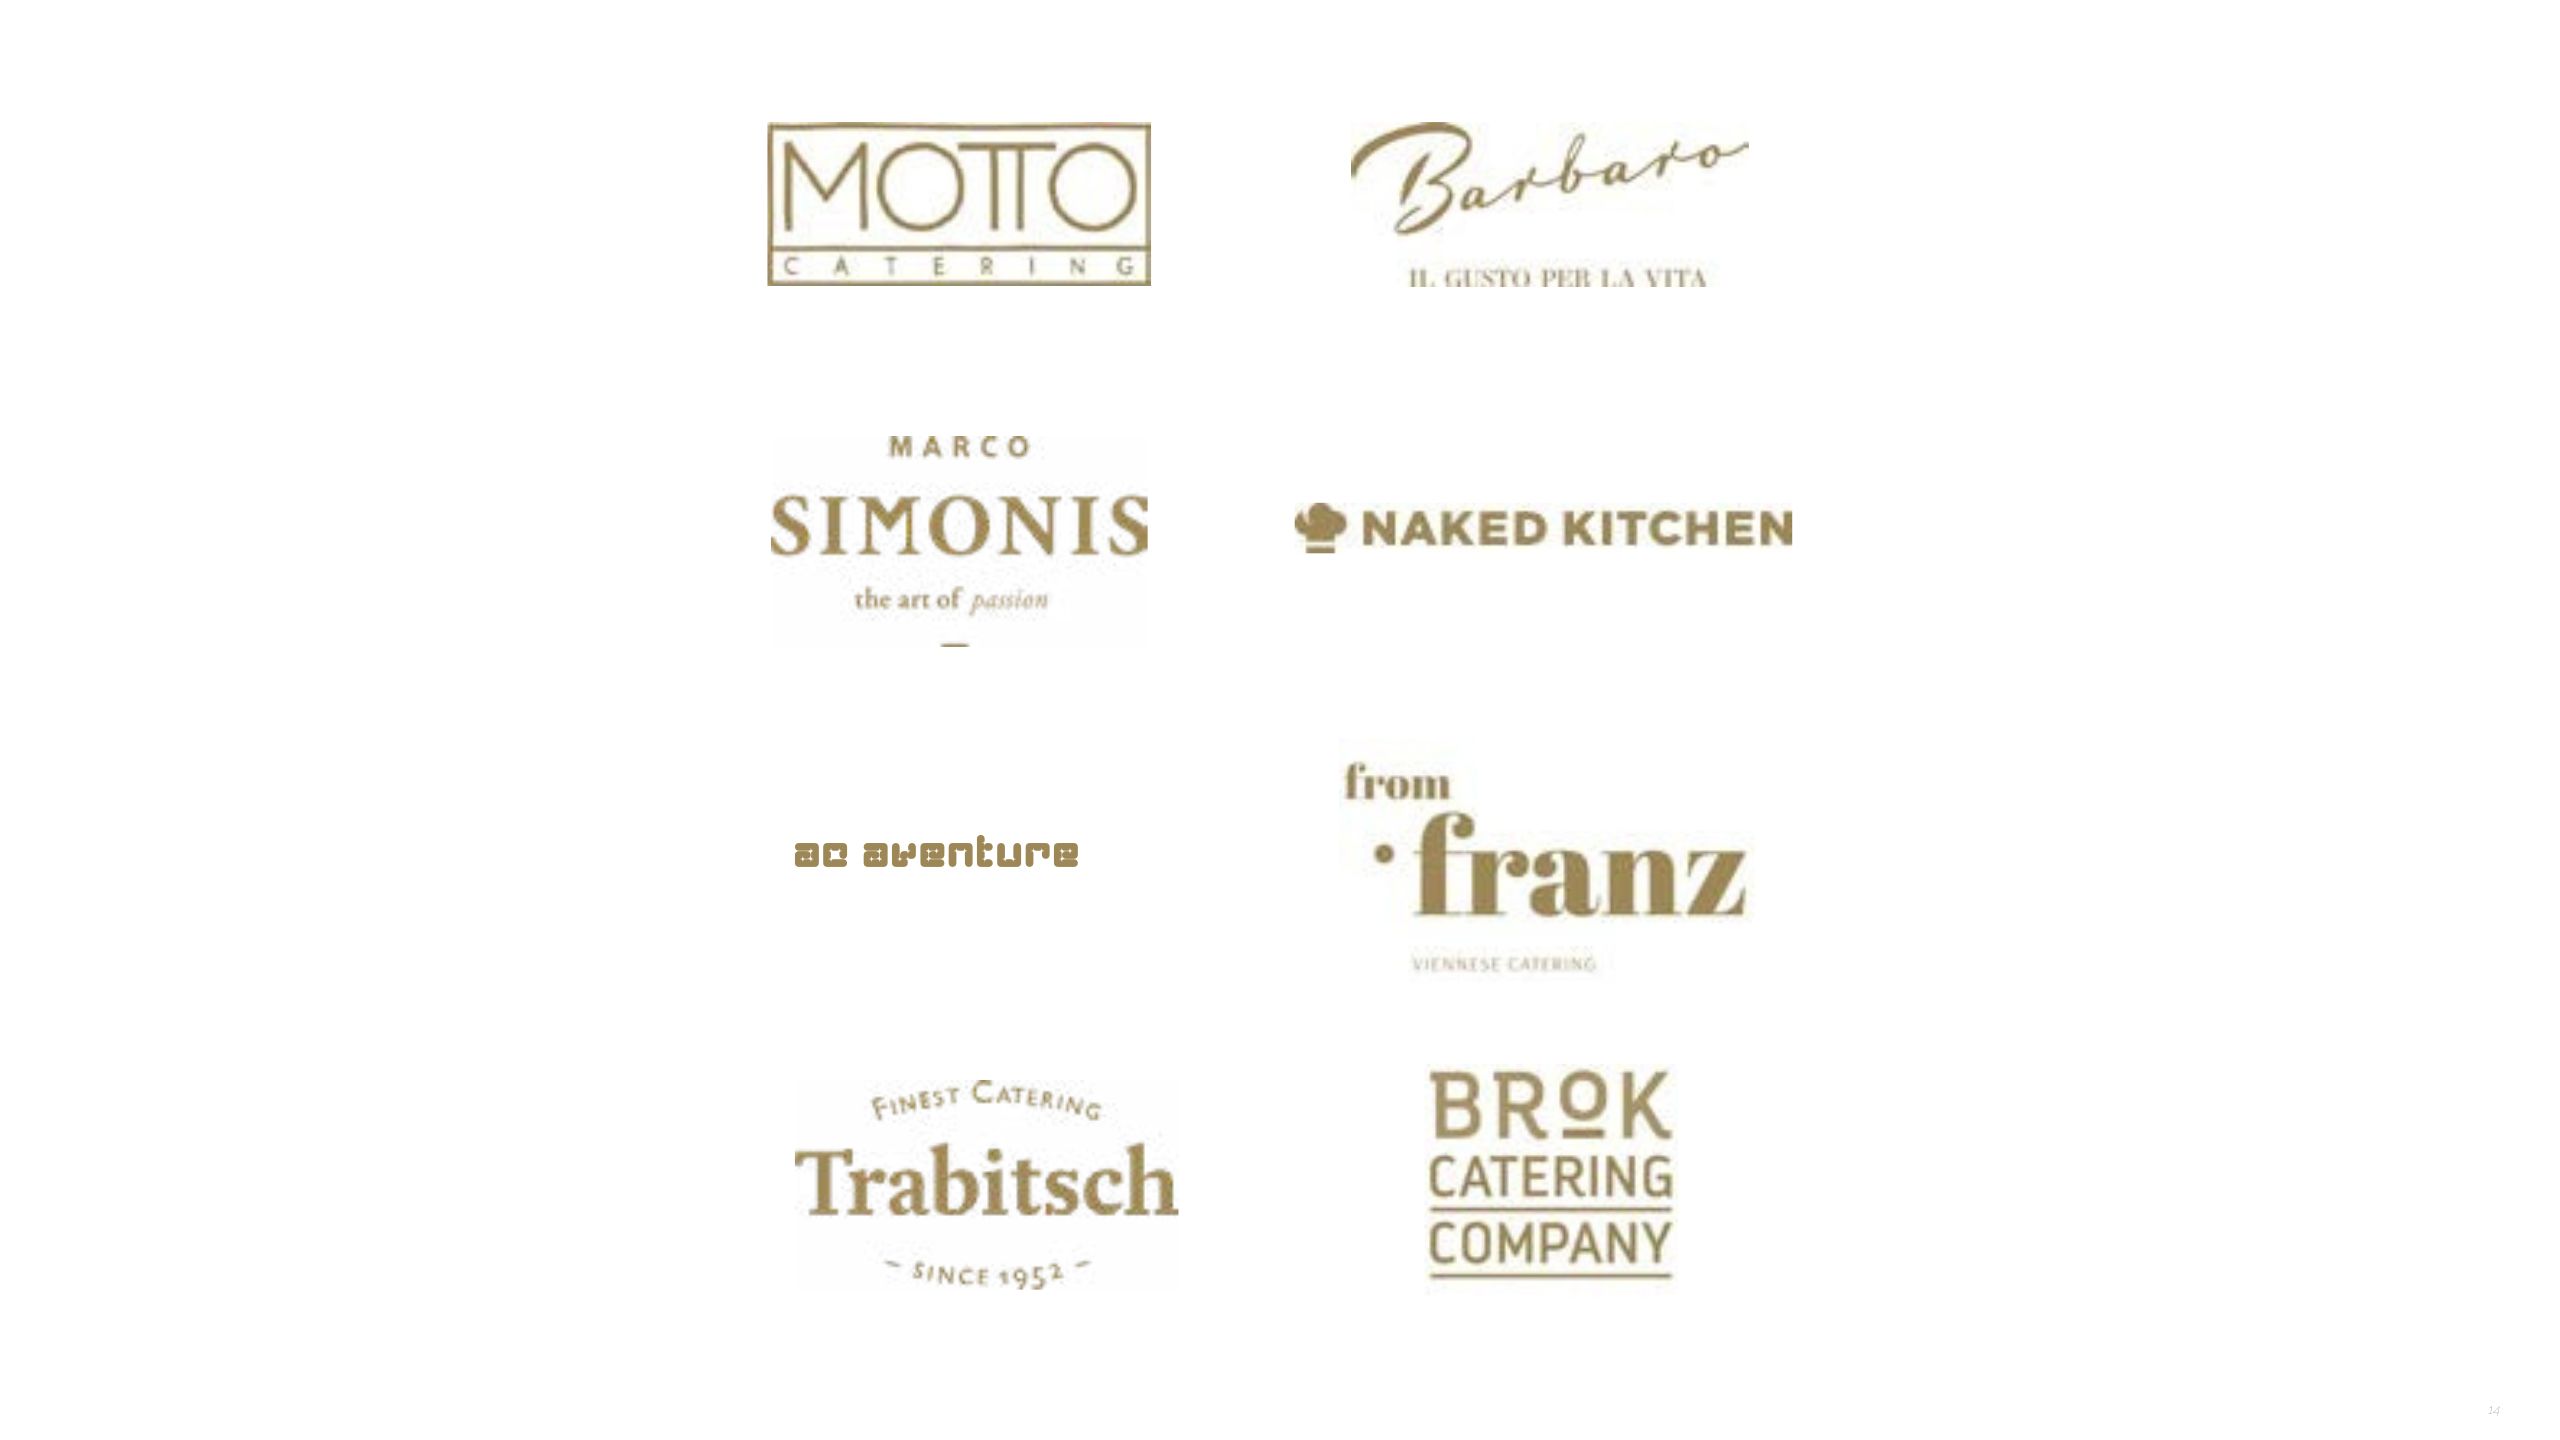 MOTTO
CATERING
Barbaro
IL GUSTO PER LA VITA
MARCO
SIMONIS
the art of passion
NAKED KITCHEN
ac aventure
from
franz
VIENNESE CATERING
FINEST CATERING
Trabitsch
- SINCE 1952 -
BROK
CATERING
COMPANY
14